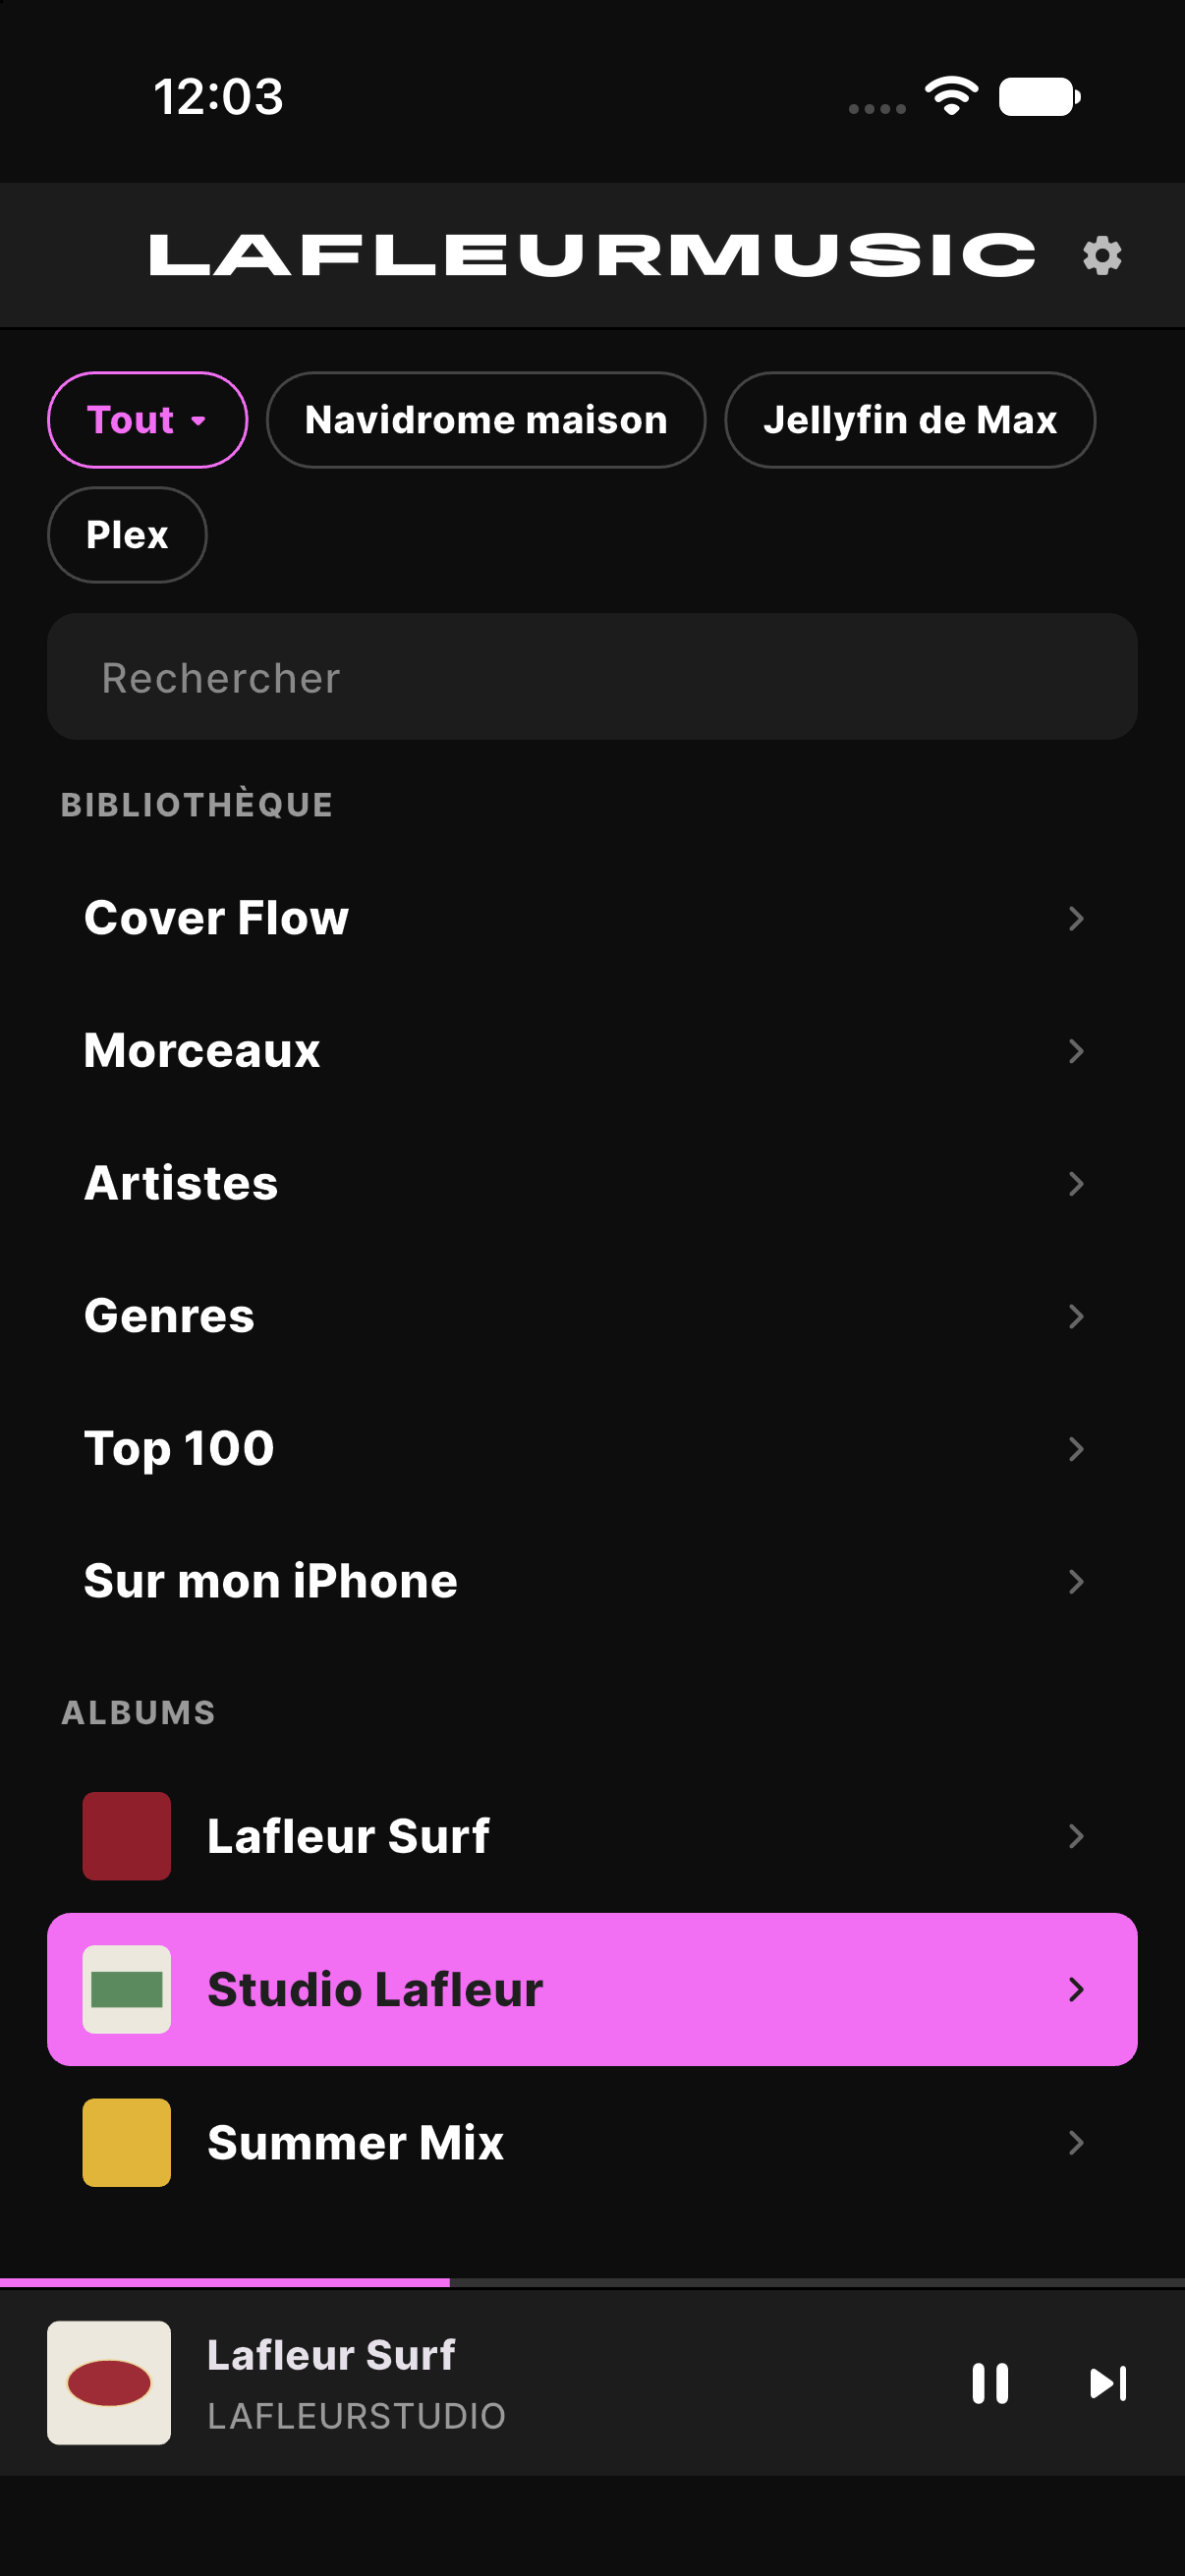 12:03
LAFLEURMUSIC
Tout
Navidrome maison
Jellyfin de Max
Plex
Rechercher
BIBLIOTHÈQUE
Cover Flow
Morceaux
Artistes
Genres
Top 100
Sur mon iPhone
ALBUMS
Lafleur Surf
Studio Lafleur
Summer Mix
Lafleur Surf
LAFLEURSTUDIO